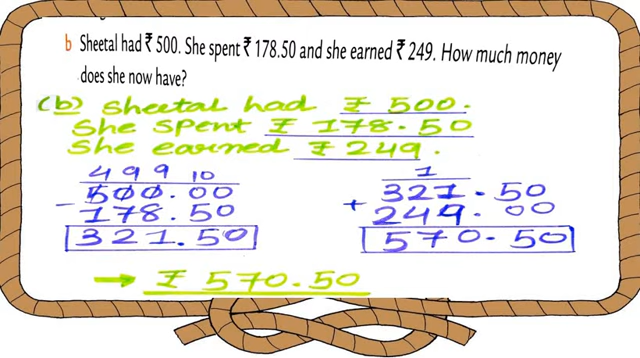 b Sheetal had ₹ 500. She spent ₹ 178.50 and she earned ₹ 249. How much money
does she now have?
(b) Sheetal had ₹ 500.
She spent ₹ 178.50
She earned ₹ 249.
4 9 9 10
500.00
- 178.50
321.50
1
321.50
+ 249.00
570.50
→ ₹ 570.50